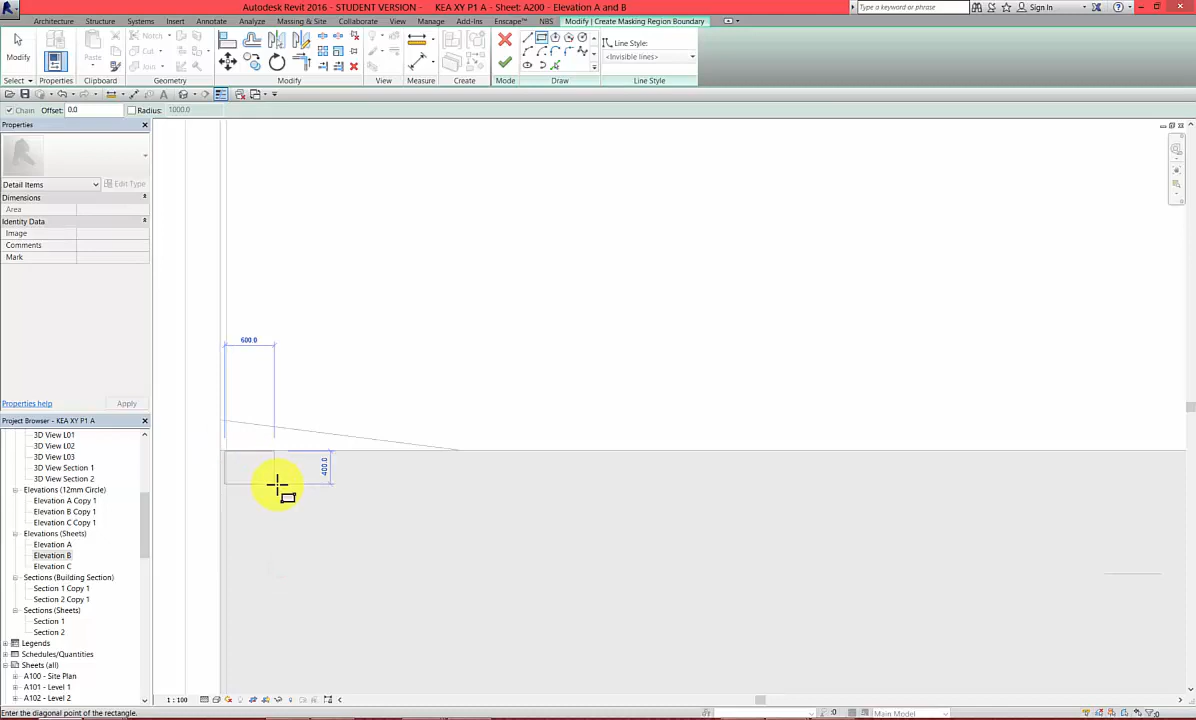 Autodesk Revit 2016 - STUDENT VERSION - KEA XY P1 A - Sheet: A200 - Elevation A and B
Type a keyword or phrase
Sign In
Architecture Structure Systems Insert Annotate Analyze Massing & Site Collaborate View Manage Add-Ins Enscape™ NBS Modify | Create Masking Region Boundary
Modify
Paste
Notch
Cut
Join
Line Style:
<Invisible lines>
Select Properties Clipboard Geometry Modify View Measure Create Mode Draw Line Style
Chain Offset: 0.0 Radius: 1000.0
Properties
Detail Items
Edit Type
Dimensions
Area
Identity Data
Image
Comments
Mark
Properties help
Apply
Project Browser - KEA XY P1 A
3D View L01
3D View L02
3D View L03
3D View Section 1
3D View Section 2
Elevations (12mm Circle)
Elevation A Copy 1
Elevation B Copy 1
Elevation C Copy 1
Elevations (Sheets)
Elevation A
Elevation B
Elevation C
Sections (Building Section)
Section 1 Copy 1
Section 2 Copy 1
Sections (Sheets)
Section 1
Section 2
Legends
Schedules/Quantities
Sheets (all)
A100 - Site Plan
A101 - Level 1
A102 - Level 2
600.0
400.0
1 : 100
Enter the diagonal point of the rectangle.
:0
Main Model
:0